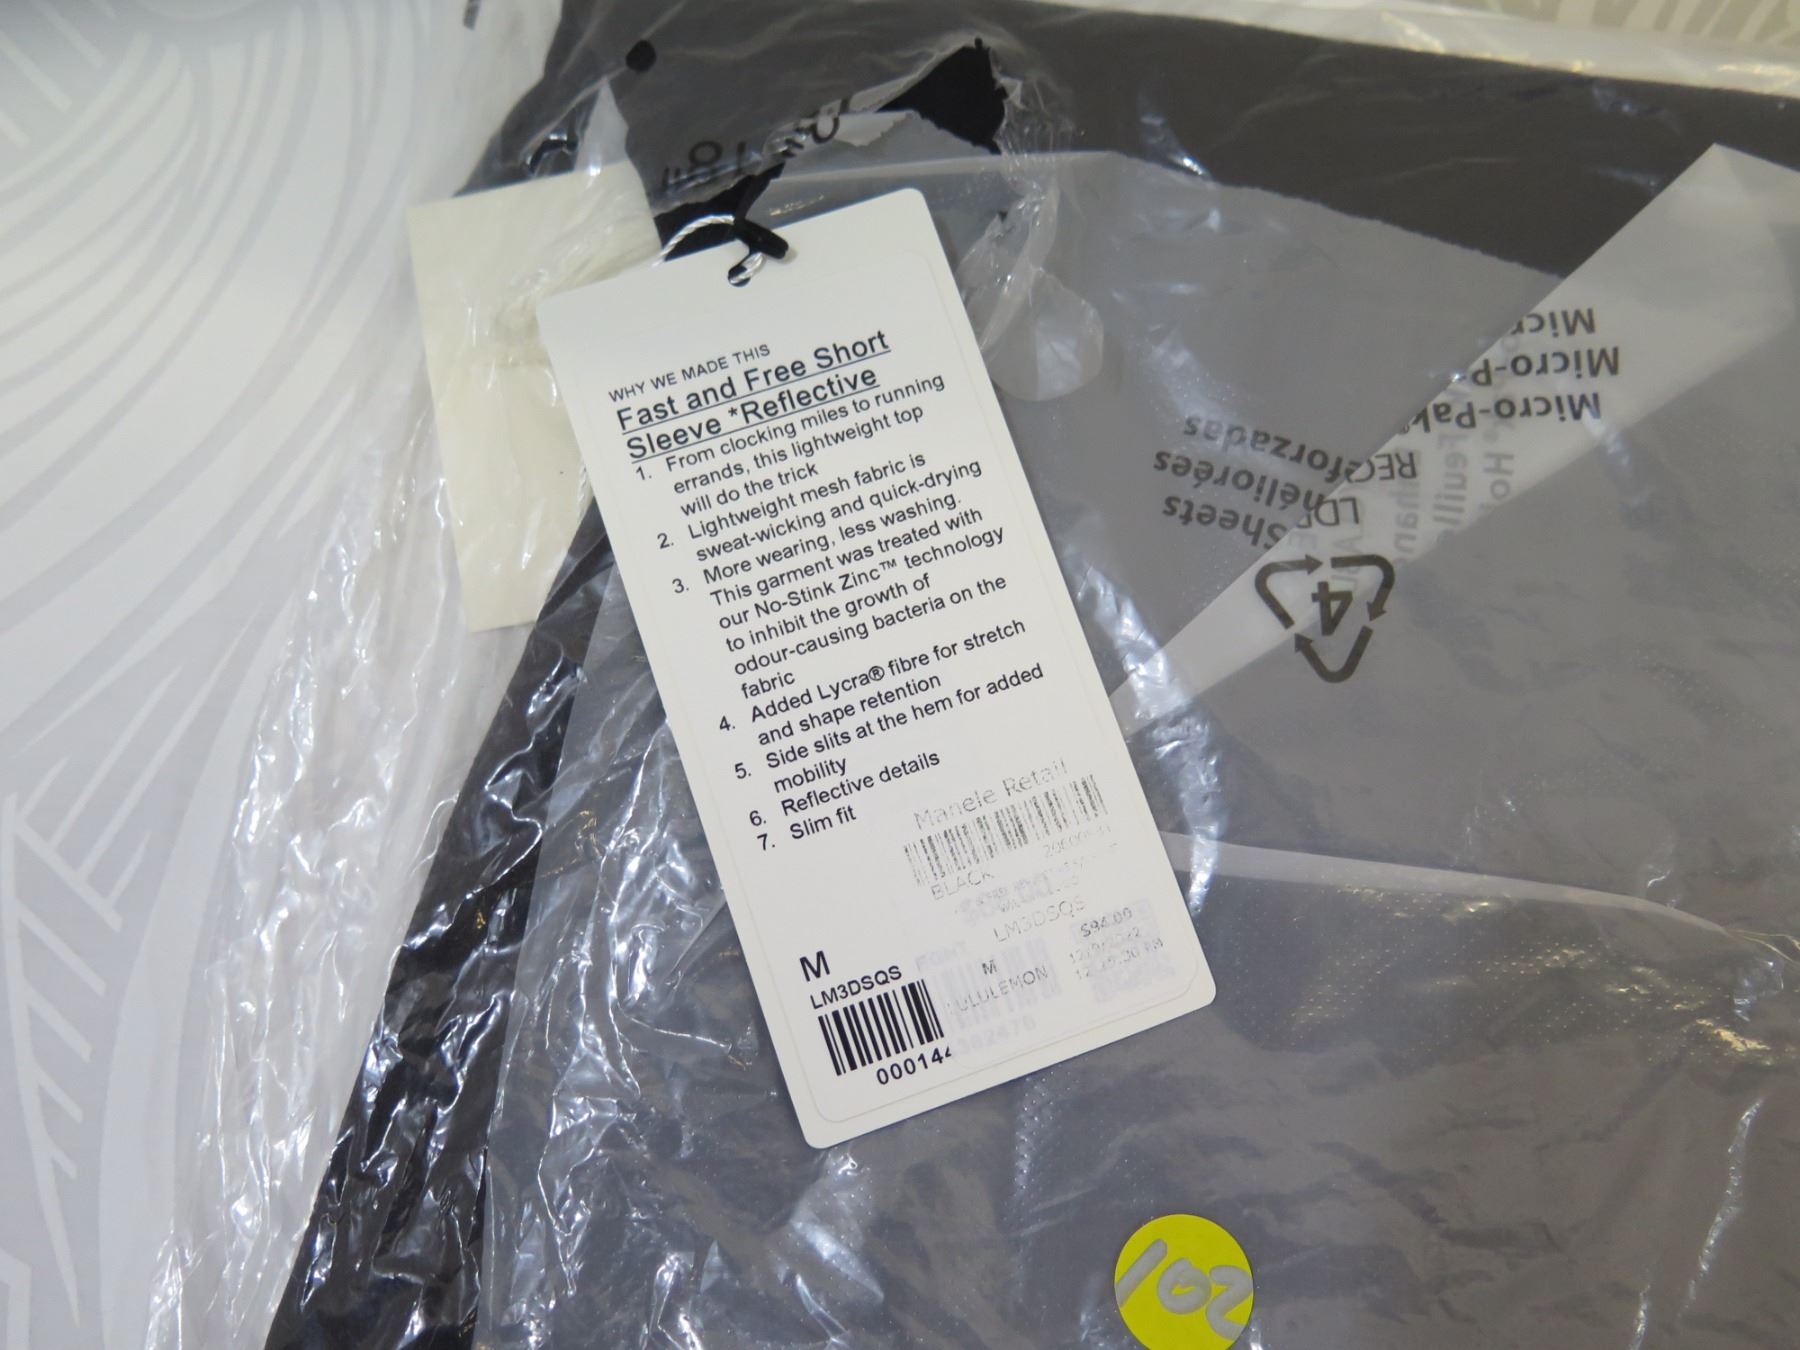 WHY WE MADE THIS
Fast and Free Short
Sleeve *Reflective
1. From clocking miles to running
errands, this lightweight top
will do the trick
2. Lightweight mesh fabric is
sweat-wicking and quick-drying
3. More wearing, less washing.
This garment was treated with
our No-Stink Zinc™ technology
to inhibit the growth of
odour-causing bacteria on the
fabric
4. Added Lycra® fibre for stretch
and shape retention
5. Side slits at the hem for added
mobility
6. Reflective details
7. Slim fit
Manele Retail
BLACK
LM3DSQS
$94.00
M
LULULEMON
M
LM3DSQS
000144
Micro-Pak
Sheets
4
102